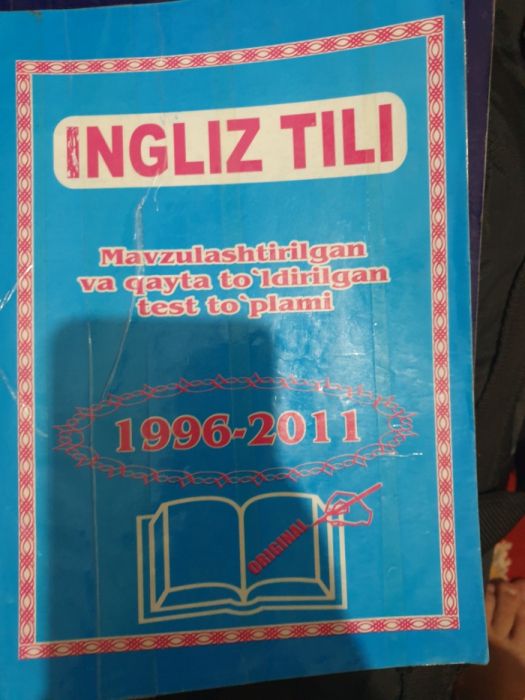 INGLIZ TILI
Mavzulashtirilgan
va qayta to`ldirilgan
test to`plami
1996-2011
ORIGINAL